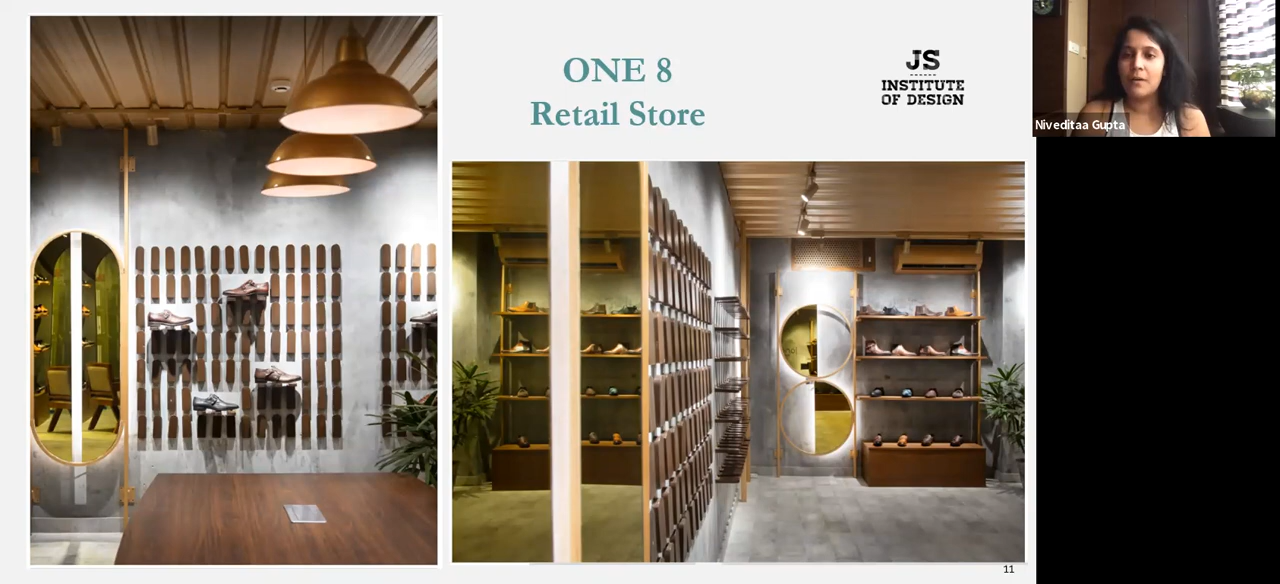 ONE 8
Retail Store
JS
INSTITUTE
OF DESIGN
Niveditaa Gupta
11